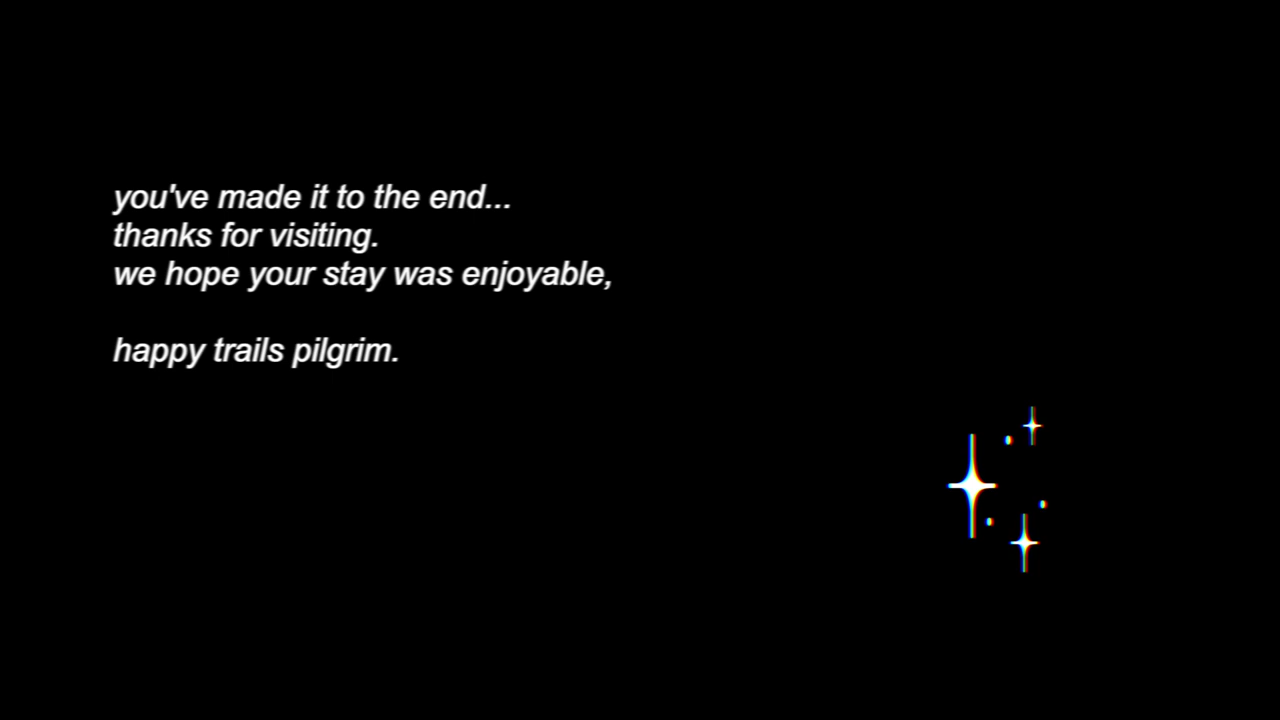 you've made it to the end...
thanks for visiting.
we hope your stay was enjoyable,
happy trails pilgrim.